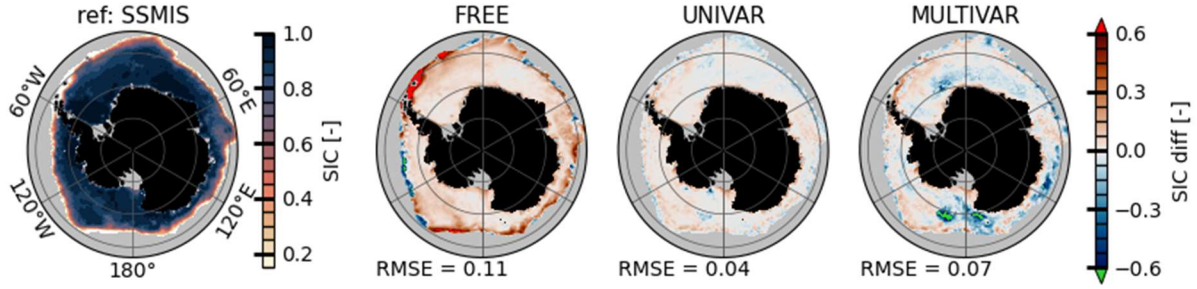 ref: SSMIS
FREE
UNIVAR
MULTIVAR
60°W
60°E
120°W
120°E
180°
1.0
0.8
0.6
0.4
0.2
SIC [-]
RMSE = 0.11
RMSE = 0.04
RMSE = 0.07
0.6
0.3
0.0
−0.3
−0.6
SIC diff [-]